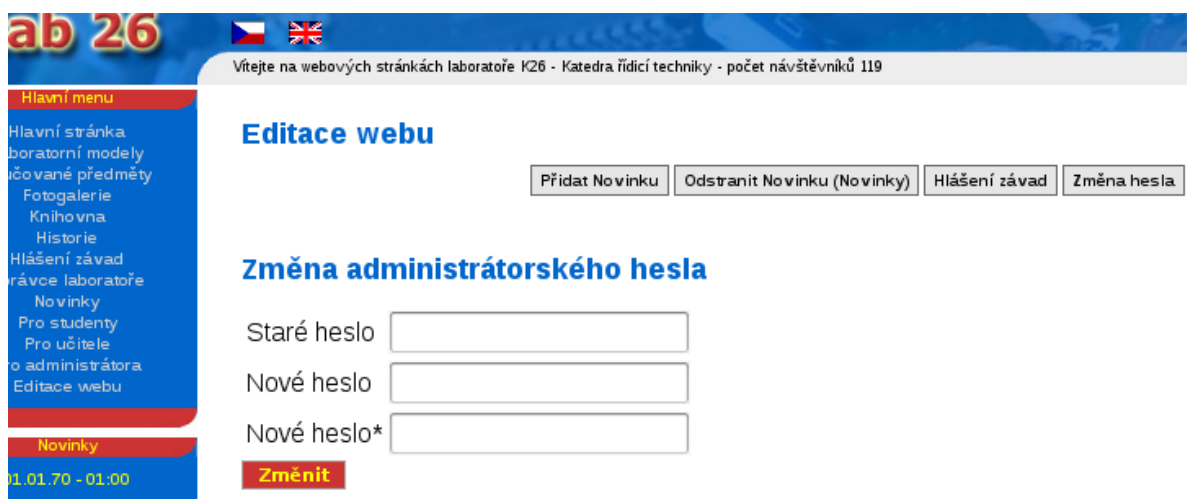 ab 26
Vítejte na webových stránkách laboratoře K26 - Katedra řídicí techniky - počet návštěvníků 119
Hlavní menu
Hlavní stránka
boratorní modely
učované předměty
Fotogalerie
Knihovna
Historie
Hlášení závad
rávce laboratoře
Novinky
Pro studenty
Pro učitele
ro administrátora
Editace webu
Novinky
01.01.70 - 01:00
Editace webu
Přidat Novinku Odstranit Novinku (Novinky) Hlášení závad Změna hesla
Změna administrátorského hesla
Staré heslo
Nové heslo
Nové heslo*
Změnit